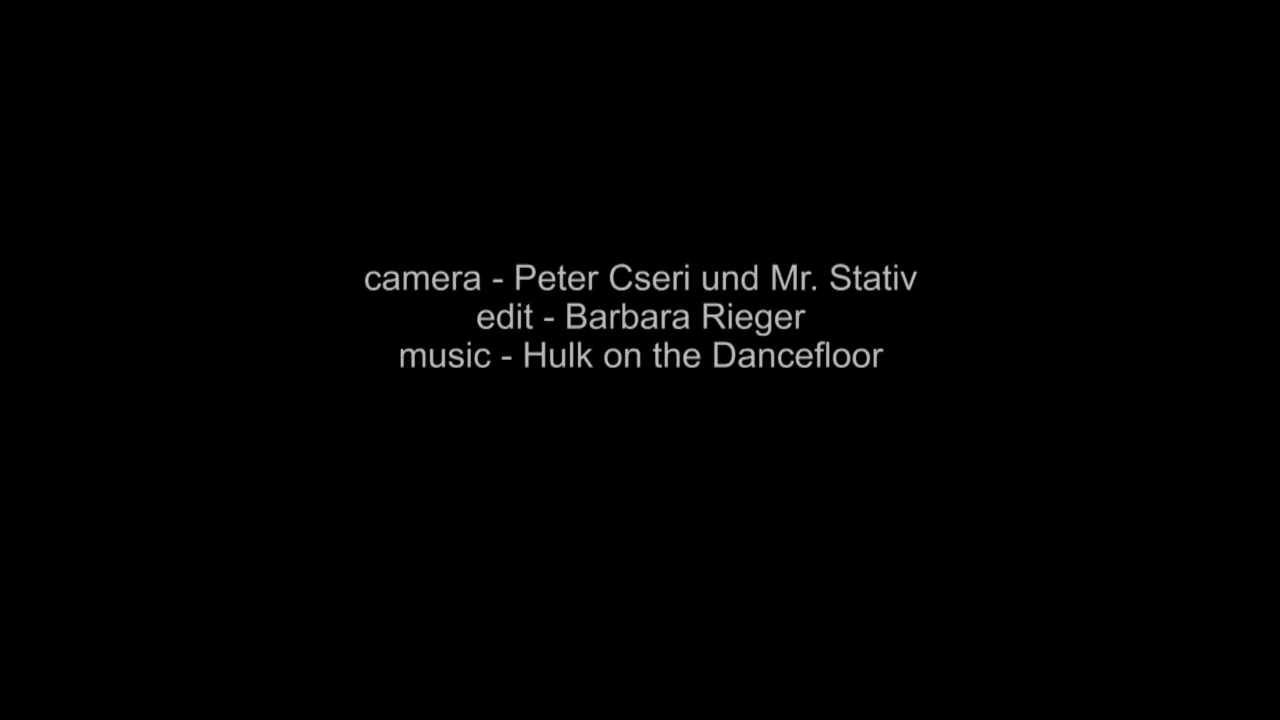 camera - Peter Cseri und Mr. Stativ
edit - Barbara Rieger
music - Hulk on the Dancefloor